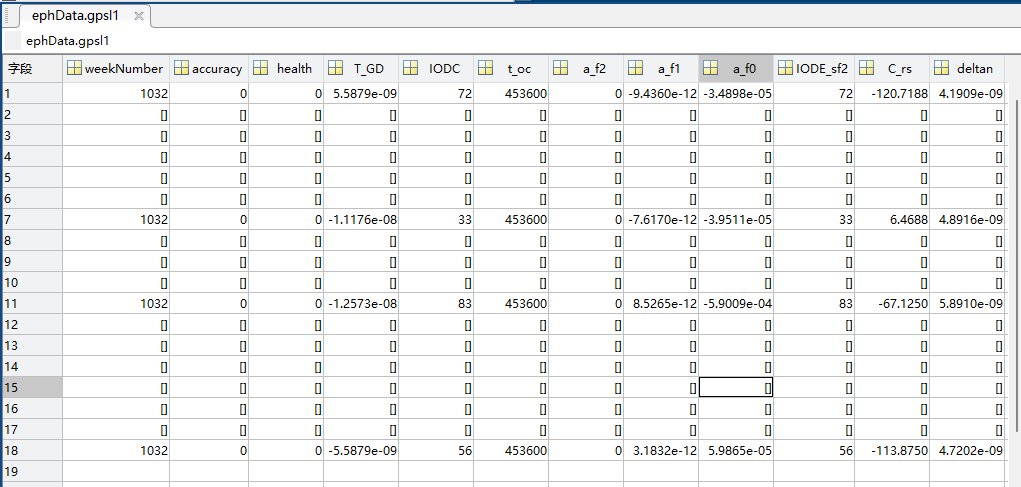 ephData.gpsl1
ephData.gpsl1
字段 weekNumber accuracy health T_GD IODC t_oc a_f2 a_f1 a_f0 IODE_sf2 C_rs deltan
1 1032 0 0 5.5879e-09 72 453600 0 -9.4360e-12 -3.4898e-05 72 -120.7188 4.1909e-09
2 [] [] [] [] [] [] [] [] [] [] [] []
3 [] [] [] [] [] [] [] [] [] [] [] []
4 [] [] [] [] [] [] [] [] [] [] [] []
5 [] [] [] [] [] [] [] [] [] [] [] []
6 [] [] [] [] [] [] [] [] [] [] [] []
7 1032 0 0 -1.1176e-08 33 453600 0 -7.6170e-12 -3.9511e-05 33 6.4688 4.8916e-09
8 [] [] [] [] [] [] [] [] [] [] [] []
9 [] [] [] [] [] [] [] [] [] [] [] []
10 [] [] [] [] [] [] [] [] [] [] [] []
11 1032 0 0 -1.2573e-08 83 453600 0 8.5265e-12 -5.9009e-04 83 -67.1250 5.8910e-09
12 [] [] [] [] [] [] [] [] [] [] [] []
13 [] [] [] [] [] [] [] [] [] [] [] []
14 [] [] [] [] [] [] [] [] [] [] [] []
15 [] [] [] [] [] [] [] [] [] [] [] []
16 [] [] [] [] [] [] [] [] [] [] [] []
17 [] [] [] [] [] [] [] [] [] [] [] []
18 1032 0 0 -5.5879e-09 56 453600 0 3.1832e-12 5.9865e-05 56 -113.8750 4.7202e-09
19